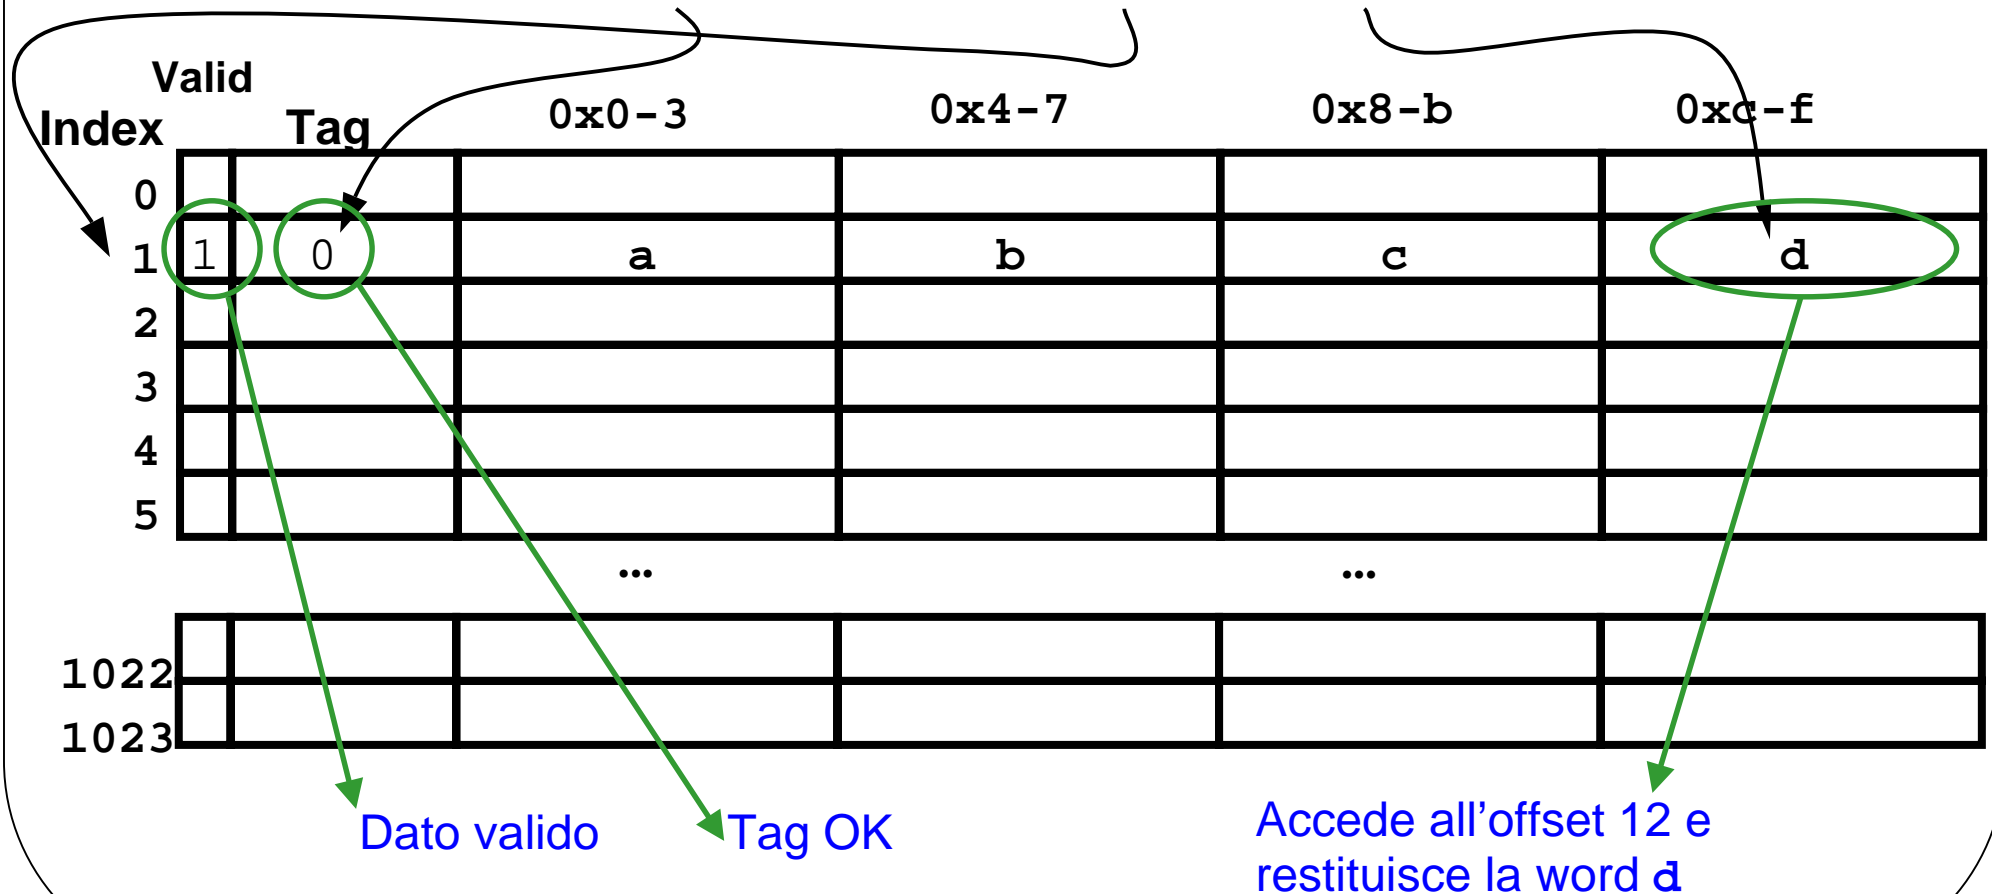 Valid
Index Tag 0x0-3 0x4-7 0x8-b 0xc-f
0
1 1 0 a b c d
2
3
4
5
... ...
1022
1023
Dato valido Tag OK Accede all’offset 12 e
restituisce la word d